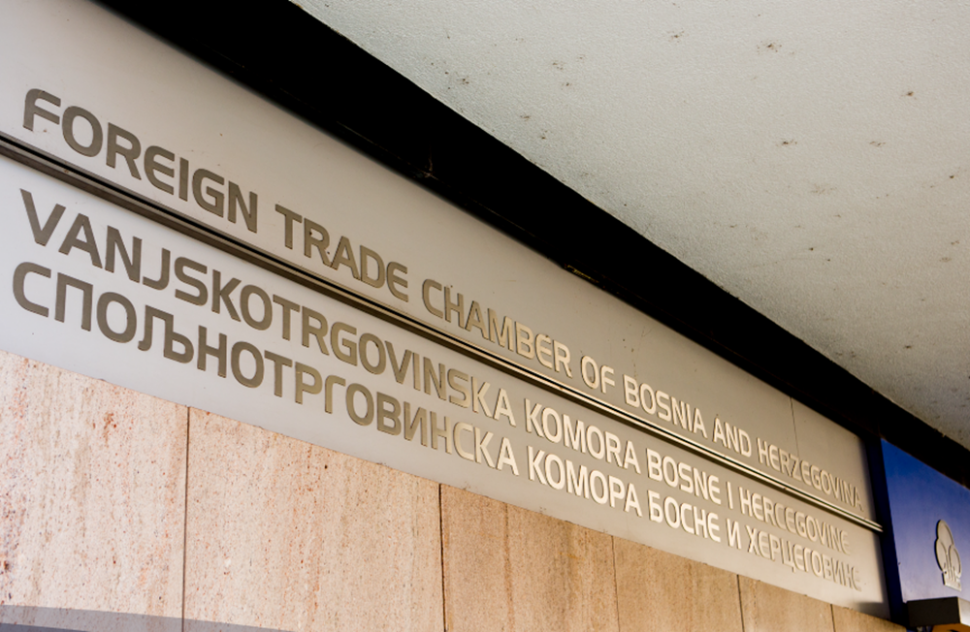 FOREIGN TRADE CHAMBER OF BOSNIA AND HERZEGOVINA
VANJSKOTRGOVINSKA KOMORA BOSNE I HERCEGOVINE
СПОЉНОТРГОВИНСКА КОМОРА БОСНЕ И ХЕРЦЕГОВИНЕ